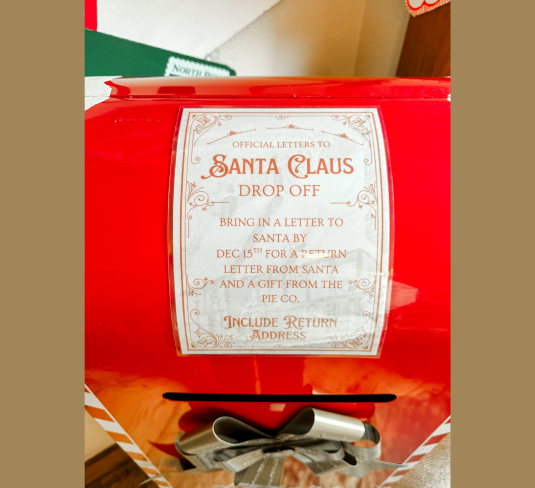 NORTH
OFFICIAL LETTERS TO
SANTA CLAUS
DROP OFF
BRING IN A LETTER TO
SANTA BY
DEC 15TH FOR A RETURN
LETTER FROM SANTA
AND A GIFT FROM THE
PIE CO.
INCLUDE RETURN
ADDRESS